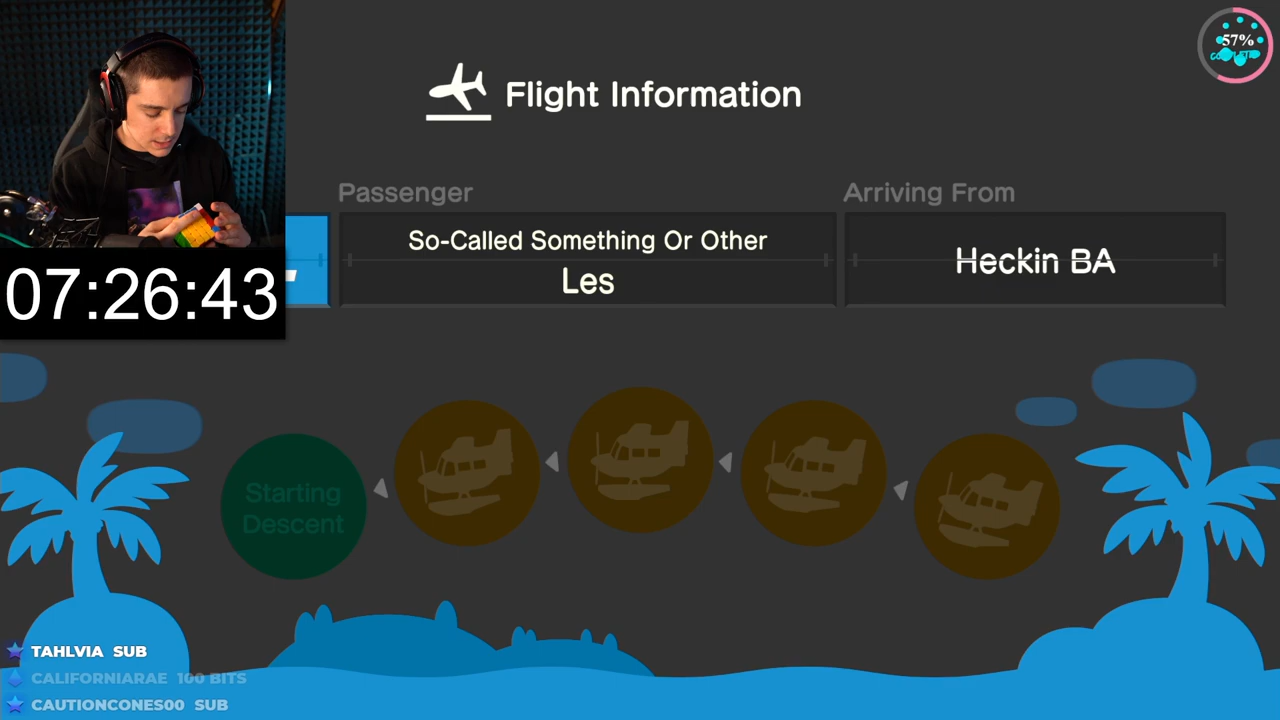 57%
Flight Information
Passenger
Arriving From
So-Called Something Or Other
Les
Heckin BA
07:26:43
Starting
Descent
TAHLVIA SUB
CALIFORNIARAE 100 BITS
CAUTIONCONES00 SUB